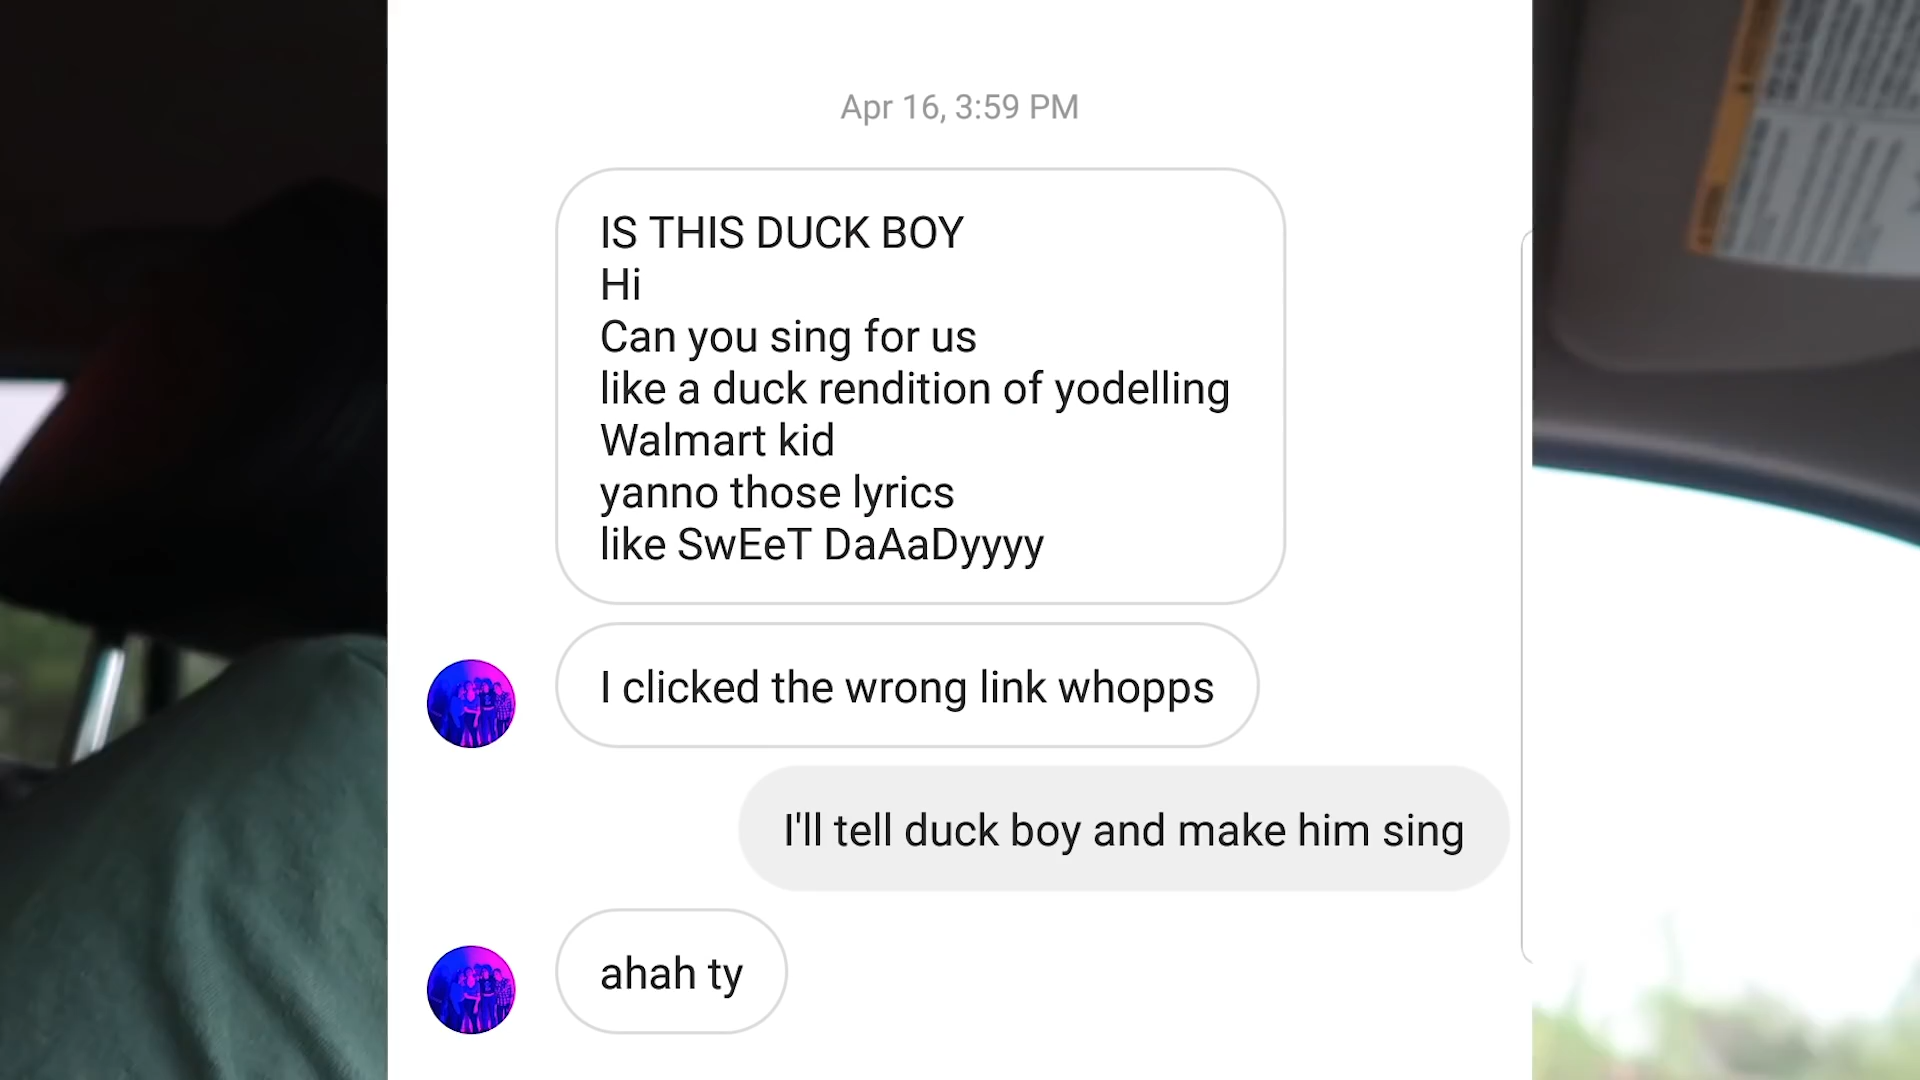 Apr 16, 3:59 PM
IS THIS DUCK BOY
Hi
Can you sing for us
like a duck rendition of yodelling
Walmart kid
yanno those lyrics
like SwEeT DaAaDyyyy
I clicked the wrong link whopps
I'll tell duck boy and make him sing
ahah ty